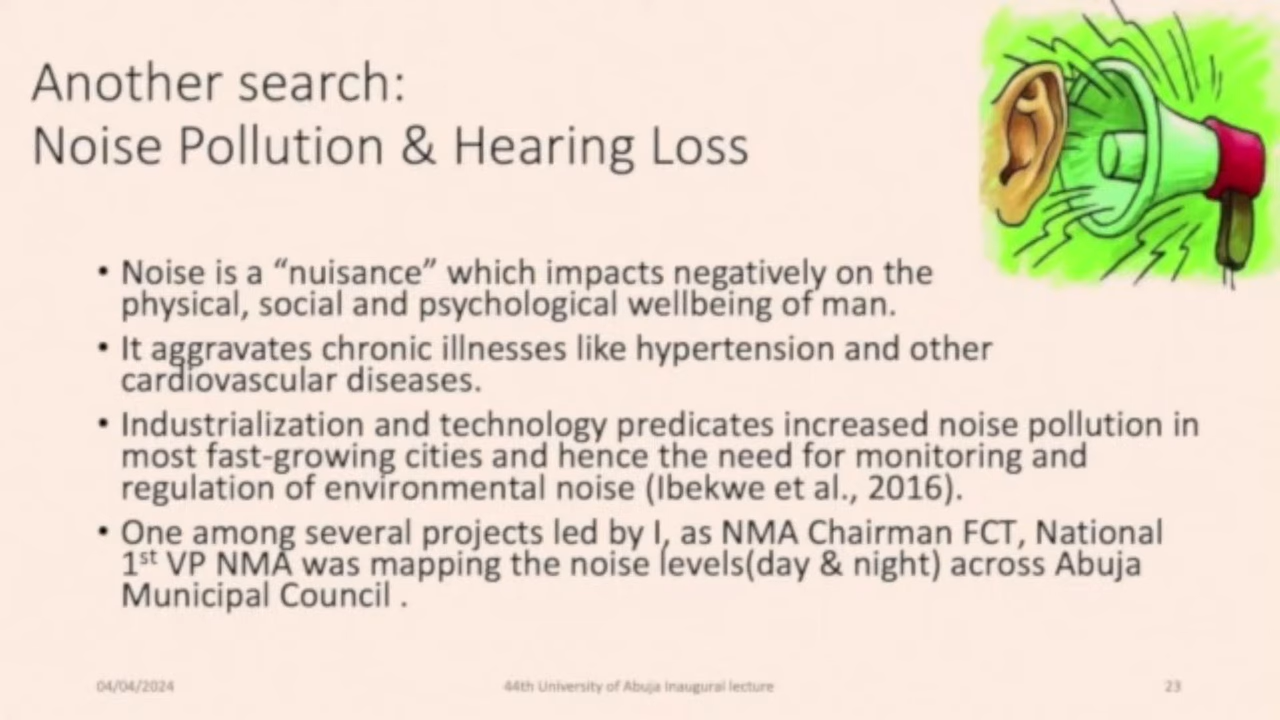 Another search:
Noise Pollution & Hearing Loss
• Noise is a “nuisance” which impacts negatively on the
physical, social and psychological wellbeing of man.
• It aggravates chronic illnesses like hypertension and other
cardiovascular diseases.
• Industrialization and technology predicates increased noise pollution in
most fast-growing cities and hence the need for monitoring and
regulation of environmental noise (Ibekwe et al., 2016).
• One among several projects led by I, as NMA Chairman FCT, National
1st VP NMA was mapping the noise levels(day & night) across Abuja
Municipal Council .
04/04/2024 44th University of Abuja Inaugural lecture 23